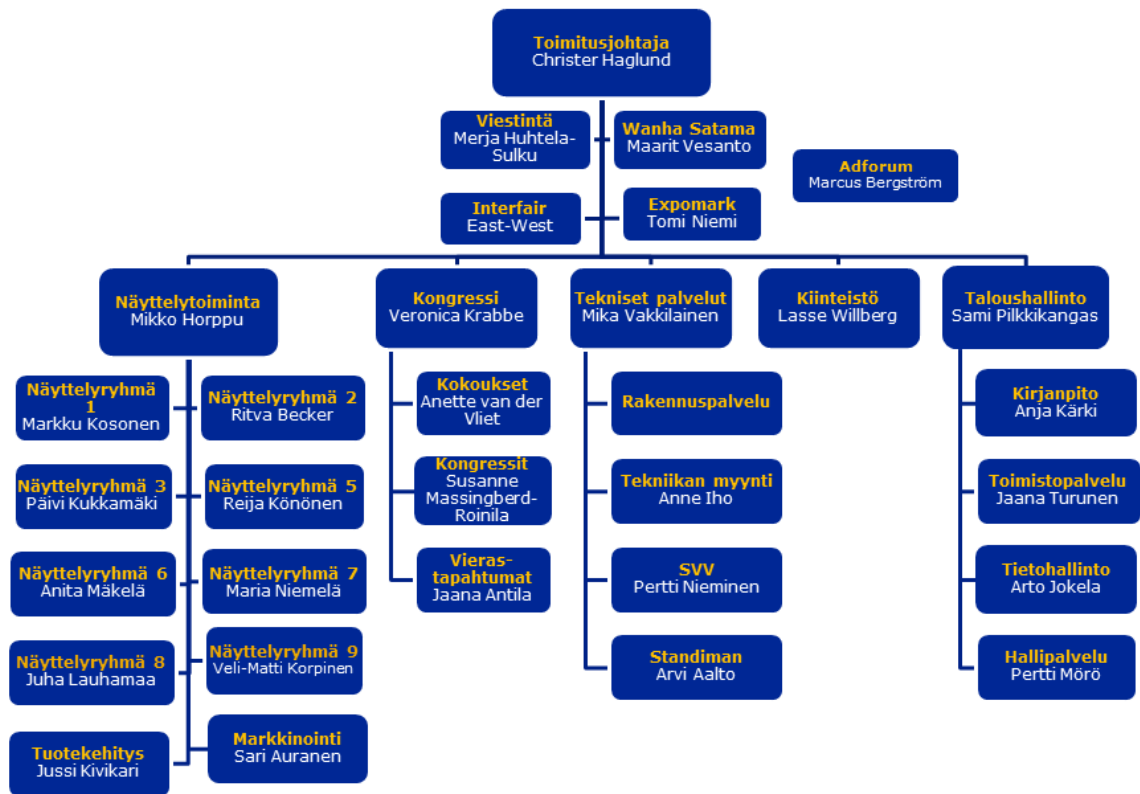 Toimitusjohtaja
Christer Haglund
Viestintä
Merja Huhtela-
Sulku
Wanha Satama
Maarit Vesanto
Adforum
Marcus Bergström
Interfair
East-West
Expomark
Tomi Niemi
Näyttelytoiminta
Mikko Horppu
Kongressi
Veronica Krabbe
Tekniset palvelut
Mika Vakkilainen
Kiinteistö
Lasse Willberg
Taloushallinto
Sami Pilkkikangas
Näyttelyryhmä
1
Markku Kosonen
Näyttelyryhmä 2
Ritva Becker
Näyttelyryhmä 3
Päivi Kukkamäki
Näyttelyryhmä 5
Reija Könönen
Näyttelyryhmä 6
Anita Mäkelä
Näyttelyryhmä 7
Maria Niemelä
Näyttelyryhmä 8
Juha Lauhamaa
Näyttelyryhmä 9
Veli-Matti Korpinen
Tuotekehitys
Jussi Kivikari
Markkinointi
Sari Auranen
Kokoukset
Anette van der
Vliet
Kongressit
Susanne
Massingberd-
Roinila
Vieras-
tapahtumat
Jaana Antila
Rakennuspalvelu
Tekniikan myynti
Anne Iho
SVV
Pertti Nieminen
Standiman
Arvi Aalto
Kirjanpito
Anja Kärki
Toimistopalvelu
Jaana Turunen
Tietohallinto
Arto Jokela
Hallipalvelu
Pertti Mörö